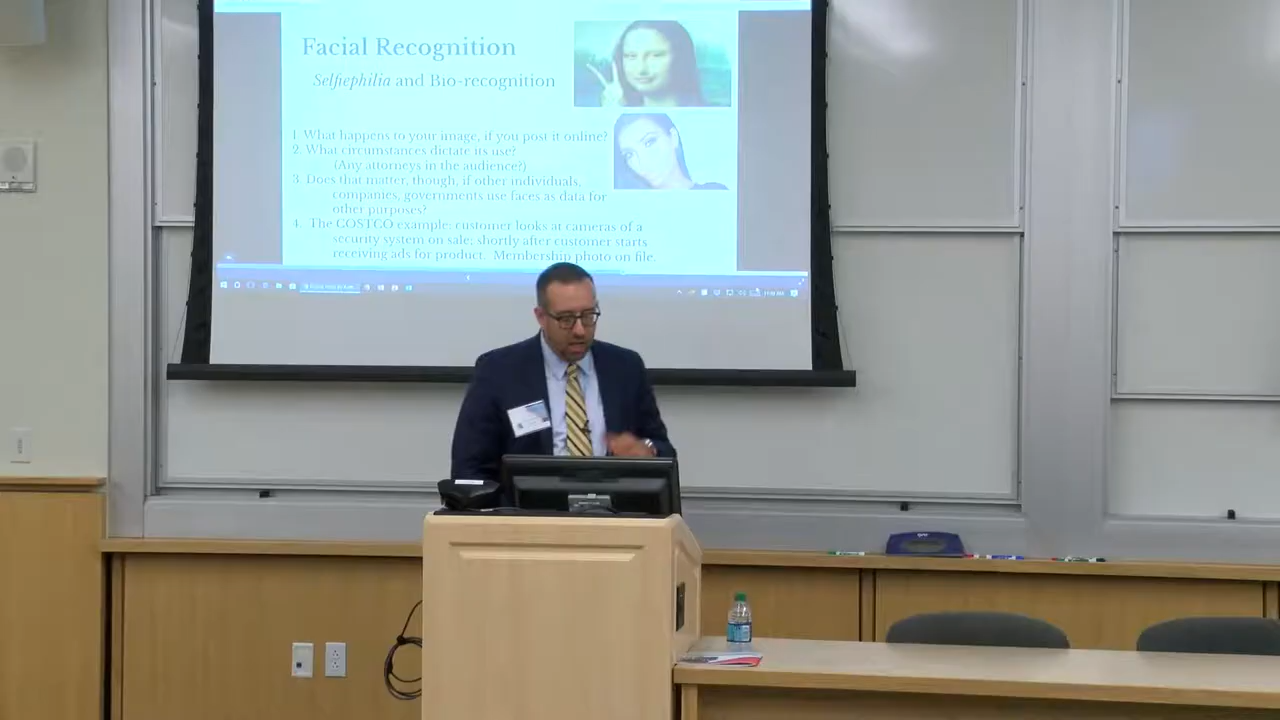 Facial Recognition
Selfiephilia and Bio-recognition
1. What happens to your image, if you post it online?
2. What circumstances dictate its use?
(Any attorneys in the audience?)
3. Does that matter, though, if other individuals,
companies, governments use faces as data for
other purposes?
4. The COSTCO example: customer looks at cameras of a
security system on sale; shortly after customer starts
receiving ads for product. Membership photo on file.